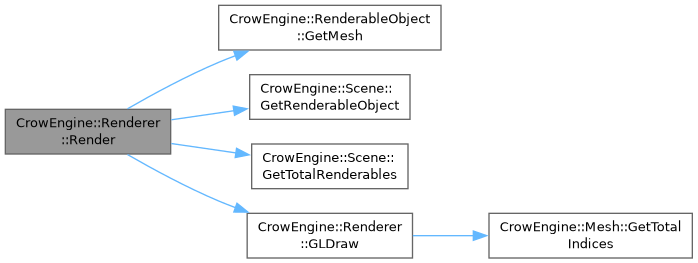 CrowEngine::RenderableObject
::GetMesh
CrowEngine::Scene::
GetRenderableObject
CrowEngine::Renderer
::Render
CrowEngine::Scene::
GetTotalRenderables
CrowEngine::Renderer
::GLDraw
CrowEngine::Mesh::GetTotal
Indices